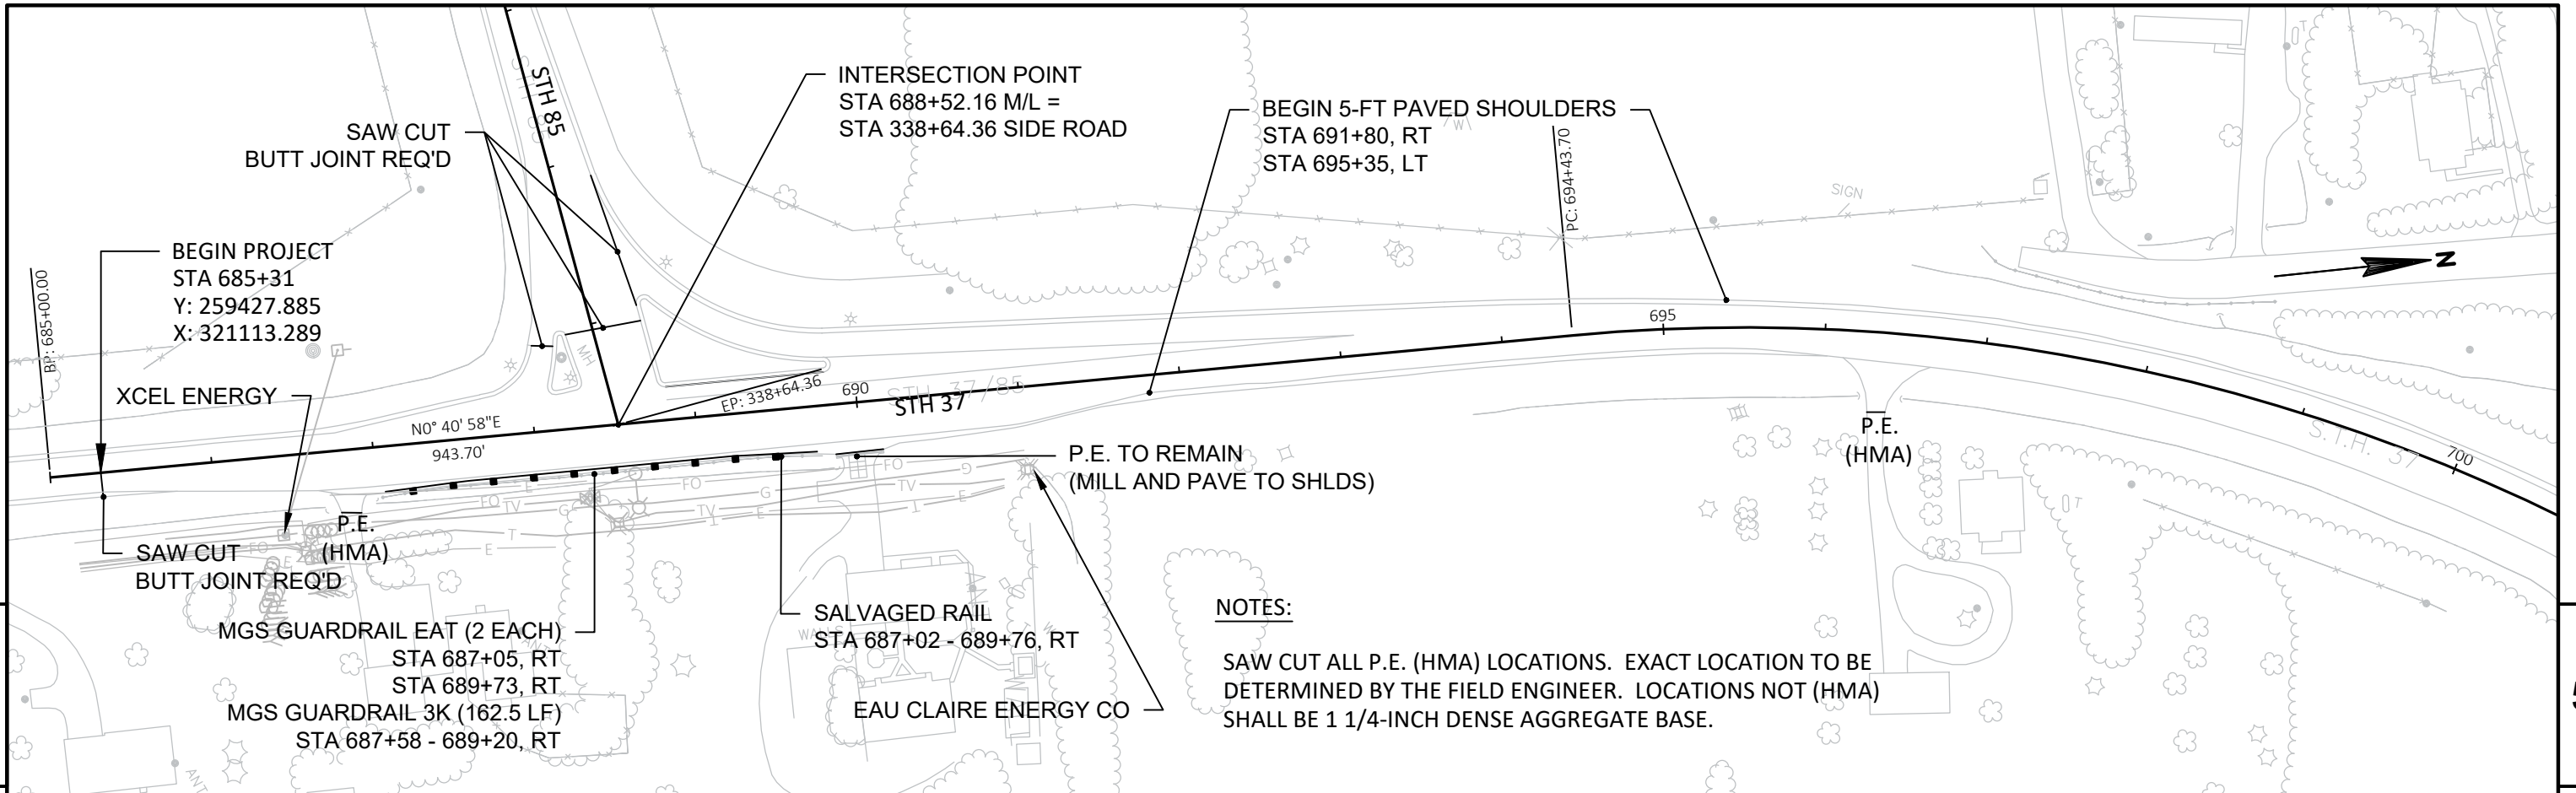 STH 85
INTERSECTION POINT
STA 688+52.16 M/L =
STA 338+64.36 SIDE ROAD
SAW CUT
BUTT JOINT REQ'D
BEGIN 5-FT PAVED SHOULDERS
STA 691+80, RT
STA 695+35, LT
PC: 694+43.70
SIGN
W
N
BEGIN PROJECT
STA 685+31
Y: 259427.885
X: 321113.289
BP: 685+00.00
XCEL ENERGY
MH
N0° 40' 58"E
943.70'
EP: 338+64.36
690
STH 37/85
STH 37
695
700
S.T.H. 37
P.E.
(HMA)
P.E. TO REMAIN
(MILL AND PAVE TO SHLDS)
FO
G
TV
E
T
P.E.
(HMA)
SAW CUT
BUTT JOINT REQ'D
MGS GUARDRAIL EAT (2 EACH)
STA 687+05, RT
STA 689+73, RT
MGS GUARDRAIL 3K (162.5 LF)
STA 687+58 - 689+20, RT
SALVAGED RAIL
STA 687+02 - 689+76, RT
EAU CLAIRE ENERGY CO
ANT
NOTES:
SAW CUT ALL P.E. (HMA) LOCATIONS.  EXACT LOCATION TO BE
DETERMINED BY THE FIELD ENGINEER.  LOCATIONS NOT (HMA)
SHALL BE 1 1/4-INCH DENSE AGGREGATE BASE.